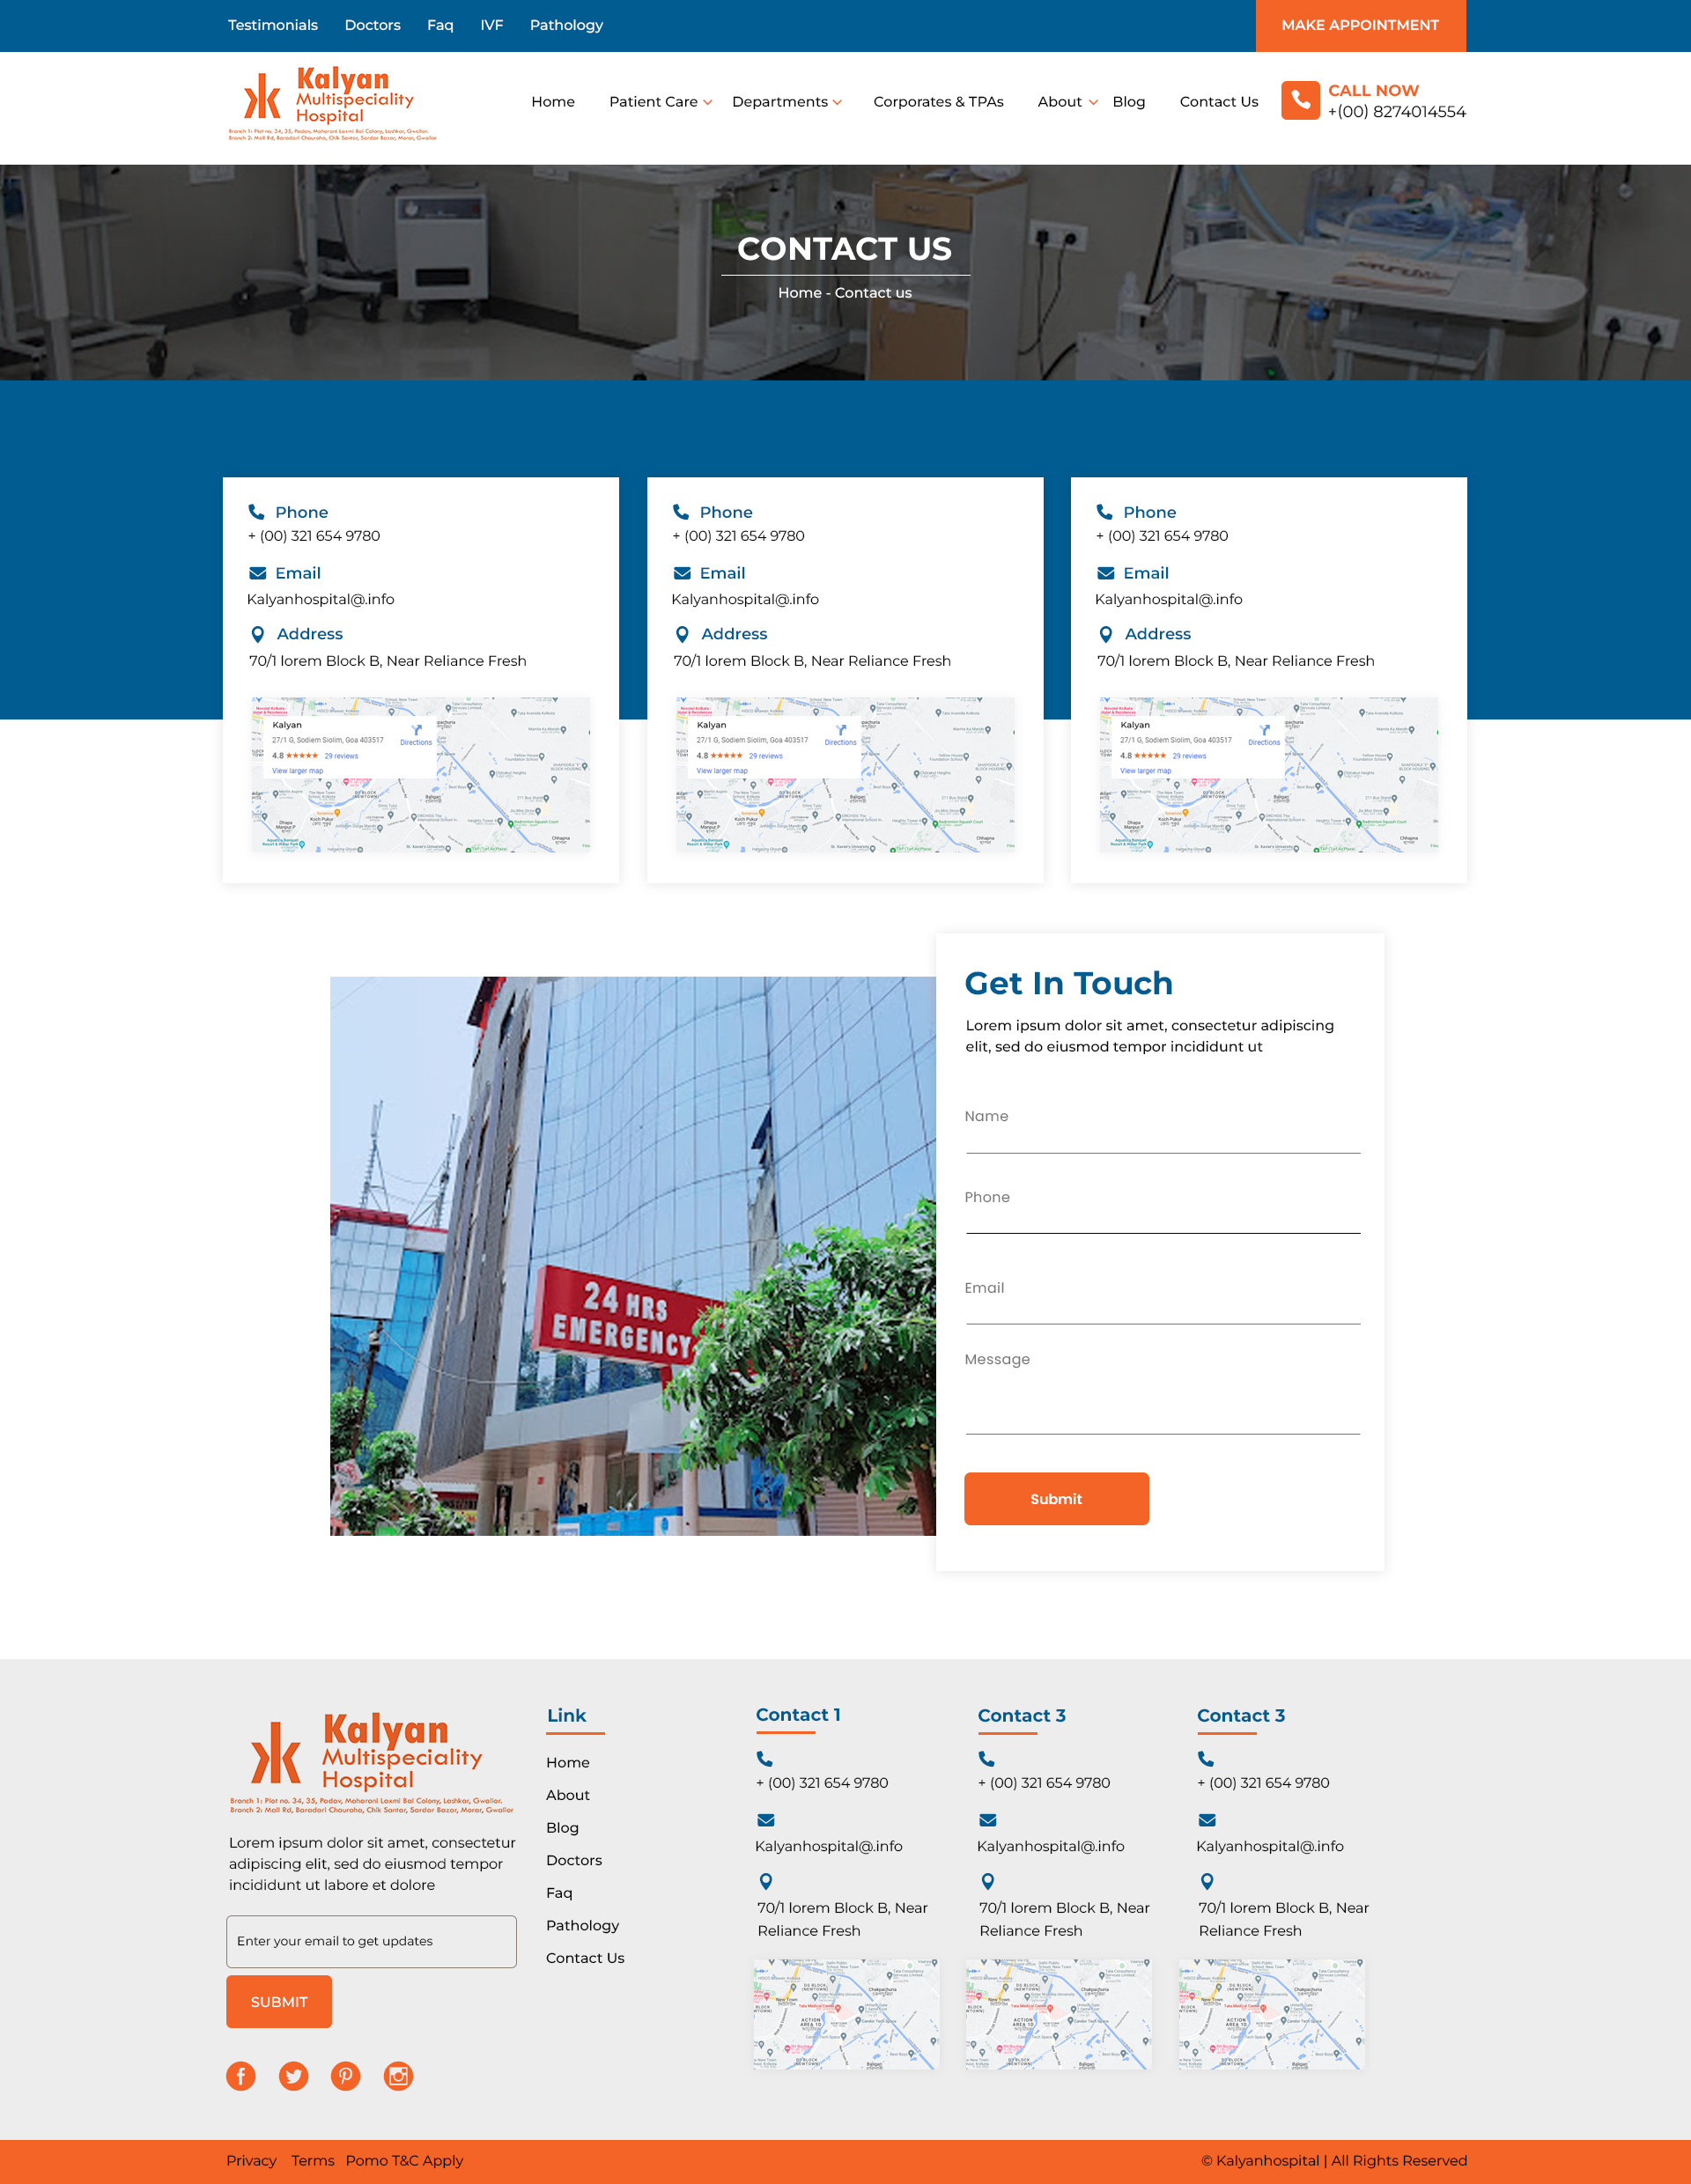 Testimonials Doctors Faq IVF Pathology MAKE APPOINTMENT
Kalyan
Multispeciality
Hospital
Branch 1: Plot no. 34, 35, Padav, Maharani Laxmi Bai Colony, Lashkar, Gwalior.
Branch 2: Mall Rd, Baradari Chouraha, Chik Santar, Sardar Bazar, Morar, Gwalior
Home Patient Care Departments Corporates & TPAs About Blog Contact Us
CALL NOW
+(00) 8274014554
CONTACT US
Home - Contact us
Phone
+ (00) 321 654 9780
Email
Kalyanhospital@.info
Address
70/1 lorem Block B, Near Reliance Fresh
Kalyan
27/1 G, Sodiem Siolim, Goa 403517
Directions
4.8 ★★★★★ 29 reviews
View larger map
Phone
+ (00) 321 654 9780
Email
Kalyanhospital@.info
Address
70/1 lorem Block B, Near Reliance Fresh
Kalyan
27/1 G, Sodiem Siolim, Goa 403517
Directions
4.8 ★★★★★ 29 reviews
View larger map
Phone
+ (00) 321 654 9780
Email
Kalyanhospital@.info
Address
70/1 lorem Block B, Near Reliance Fresh
Kalyan
27/1 G, Sodiem Siolim, Goa 403517
Directions
4.8 ★★★★★ 29 reviews
View larger map
24 HRS
EMERGENCY
Get In Touch
Lorem ipsum dolor sit amet, consectetur adipiscing
elit, sed do eiusmod tempor incididunt ut
Name
Phone
Email
Message
Submit
Kalyan
Multispeciality
Hospital
Branch 1: Plot no. 34, 35, Padav, Maharani Laxmi Bai Colony, Lashkar, Gwalior.
Branch 2: Mall Rd, Baradari Chouraha, Chik Santar, Sardar Bazar, Morar, Gwalior
Lorem ipsum dolor sit amet, consectetur
adipiscing elit, sed do eiusmod tempor
incididunt ut labore et dolore
Enter your email to get updates
SUBMIT
Link
Home
About
Blog
Doctors
Faq
Pathology
Contact Us
Contact 1
+ (00) 321 654 9780
Kalyanhospital@.info
70/1 lorem Block B, Near
Reliance Fresh
Contact 3
+ (00) 321 654 9780
Kalyanhospital@.info
70/1 lorem Block B, Near
Reliance Fresh
Contact 3
+ (00) 321 654 9780
Kalyanhospital@.info
70/1 lorem Block B, Near
Reliance Fresh
Privacy Terms Pomo T&C Apply
© Kalyanhospital | All Rights Reserved